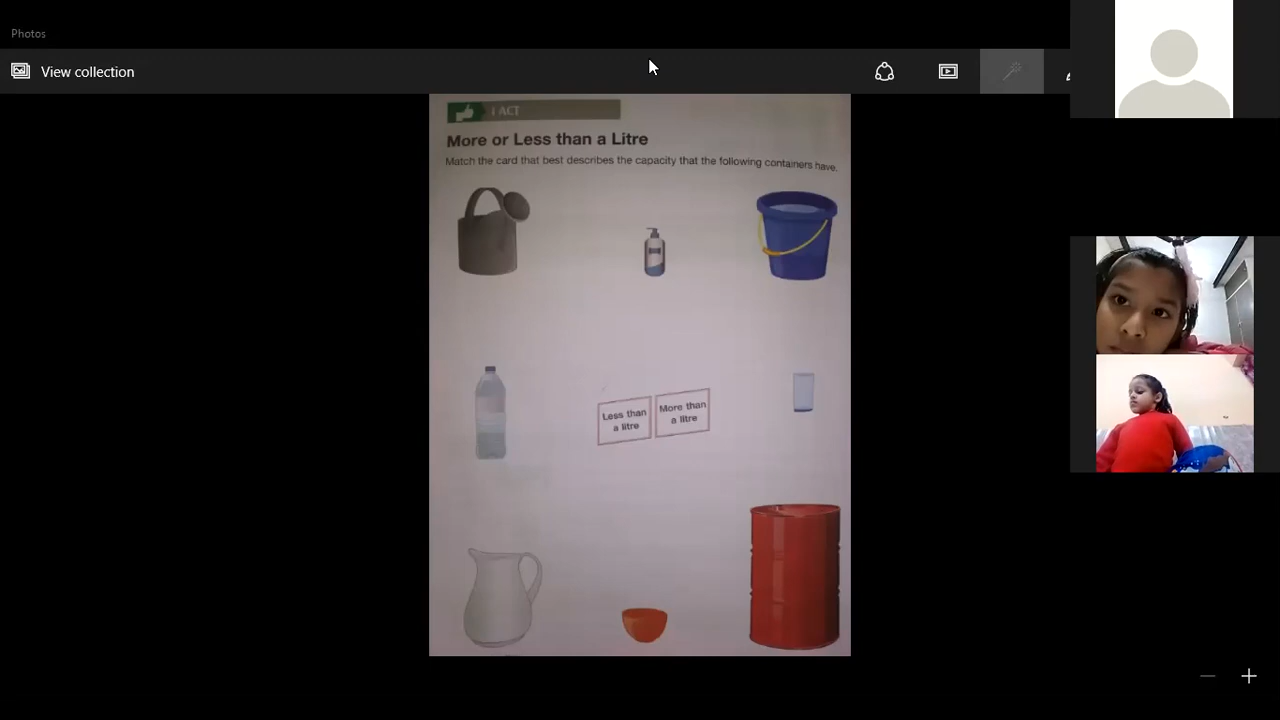 Photos
View collection
I ACT
More or Less than a Litre
Match the card that best describes the capacity that the following containers have.
Less than
a litre
More than
a litre